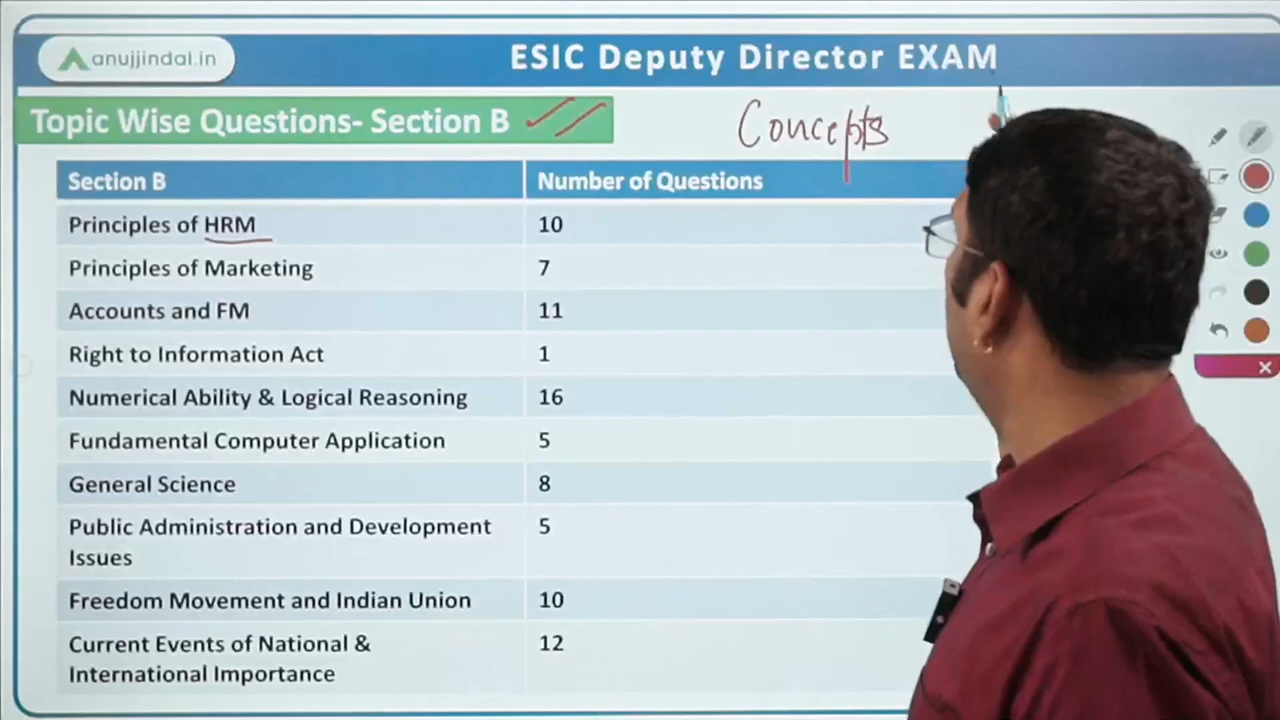 anujjindal.in
ESIC Deputy Director EXAM
Topic Wise Questions- Section B
Concepts
Section B Number of Questions
Principles of HRM 10
Principles of Marketing 7
Accounts and FM 11
Right to Information Act 1
Numerical Ability & Logical Reasoning 16
Fundamental Computer Application 5
General Science 8
Public Administration and Development 5
Issues
Freedom Movement and Indian Union 10
Current Events of National & 12
International Importance